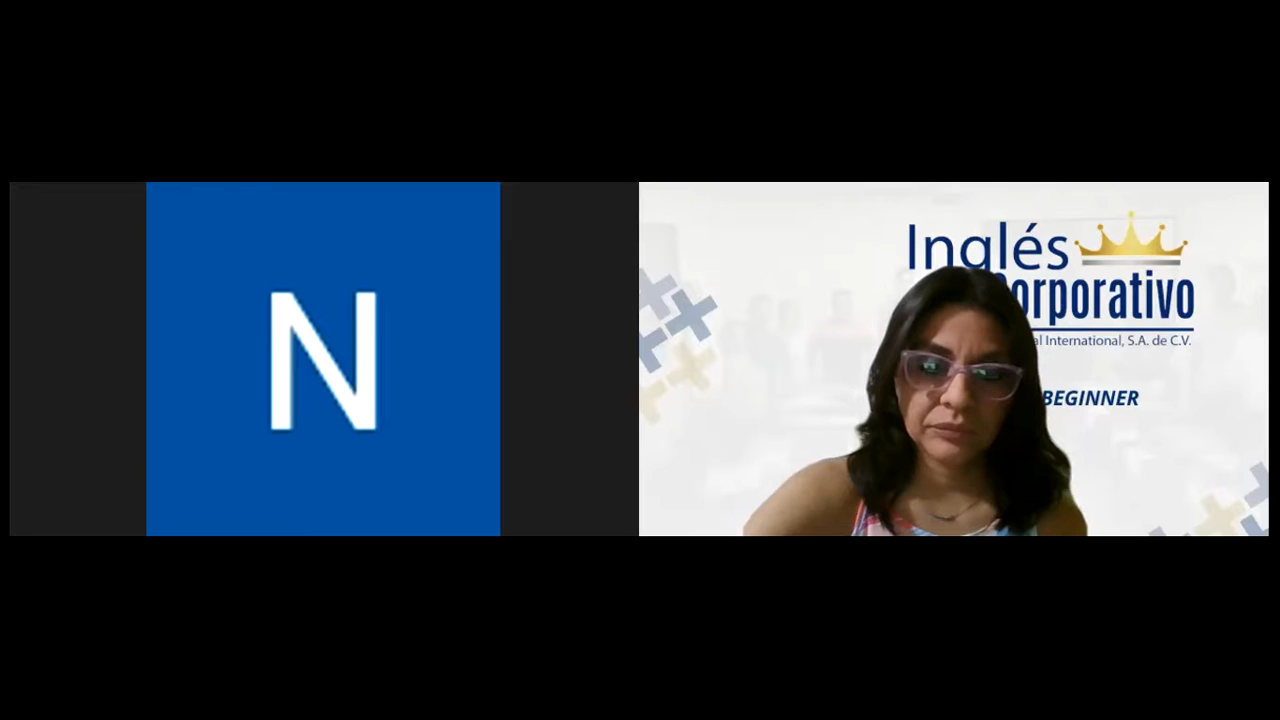 N
Inglés
orporativo
al International, S.A. de C.V.
BEGINNER